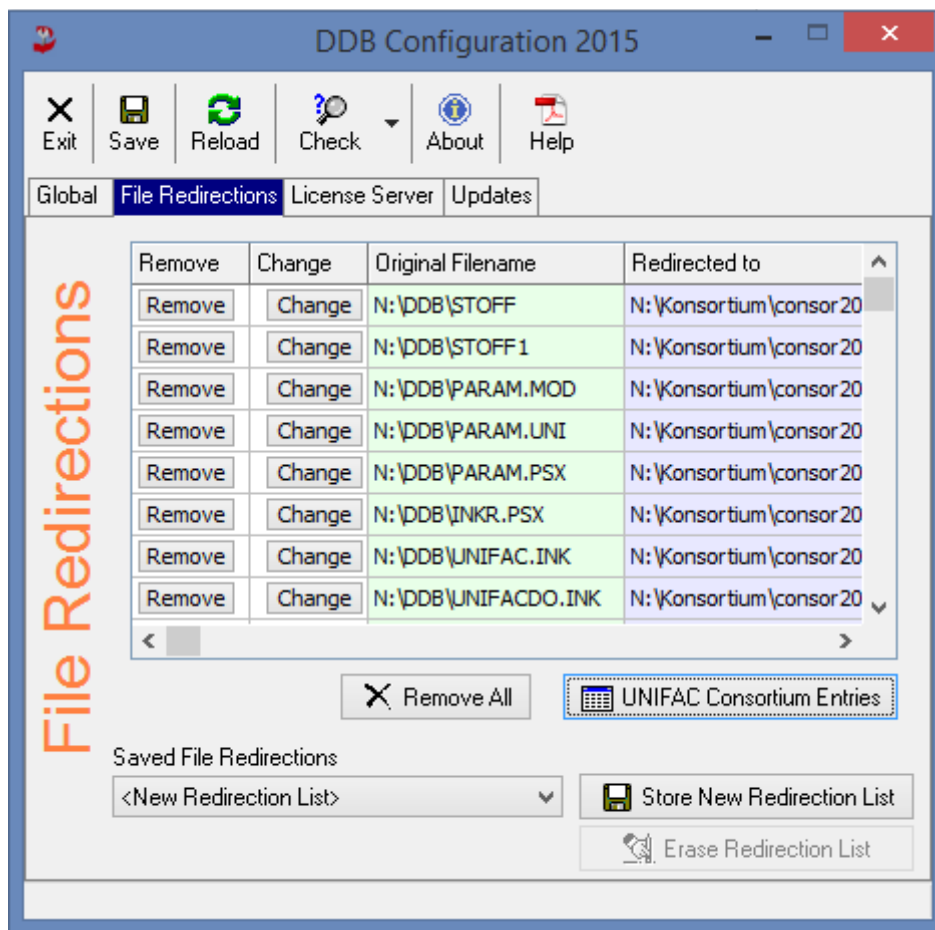 DDB Configuration 2015
Exit Save Reload Check About Help
Global File Redirections License Server Updates
File Redirections
Remove Change Original Filename Redirected to
Remove Change N:\DDB\STOFF N:\Konsortium\consor20
Remove Change N:\DDB\STOFF1 N:\Konsortium\consor20
Remove Change N:\DDB\PARAM.MOD N:\Konsortium\consor20
Remove Change N:\DDB\PARAM.UNI N:\Konsortium\consor20
Remove Change N:\DDB\PARAM.PSX N:\Konsortium\consor20
Remove Change N:\DDB\INKR.PSX N:\Konsortium\consor20
Remove Change N:\DDB\UNIFAC.INK N:\Konsortium\consor20
Remove Change N:\DDB\UNIFACDO.INK N:\Konsortium\consor20
Remove All UNIFAC Consortium Entries
Saved File Redirections
<New Redirection List> Store New Redirection List
Erase Redirection List